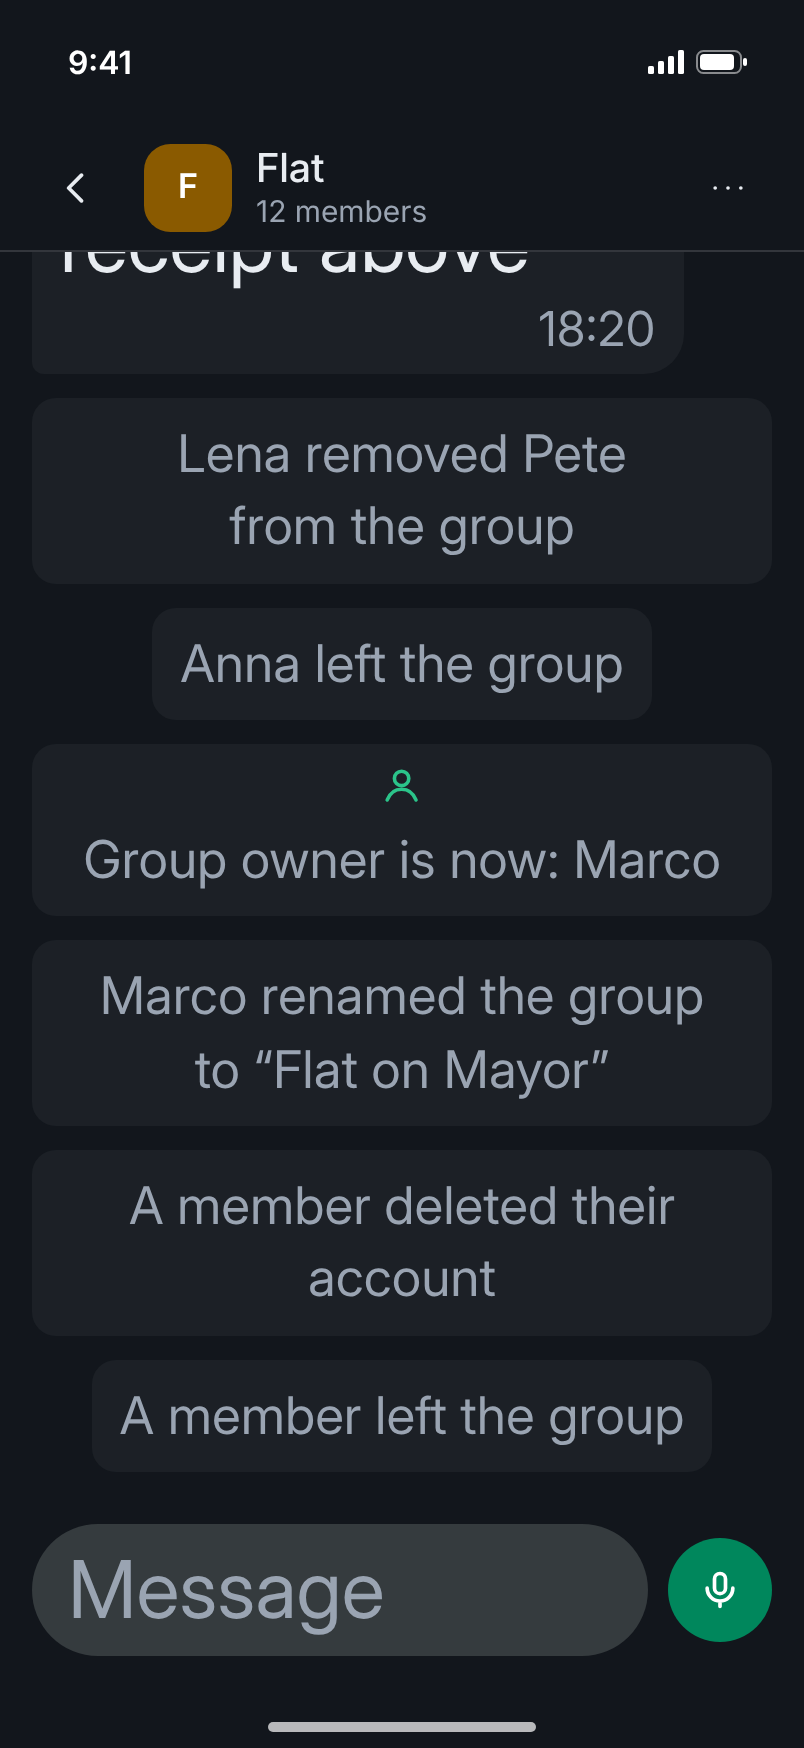 9:41
F
Flat
12 members
receipt above
18:20
Lena removed Pete
from the group
Anna left the group
Group owner is now: Marco
Marco renamed the group
to “Flat on Mayor”
A member deleted their
account
A member left the group
Message